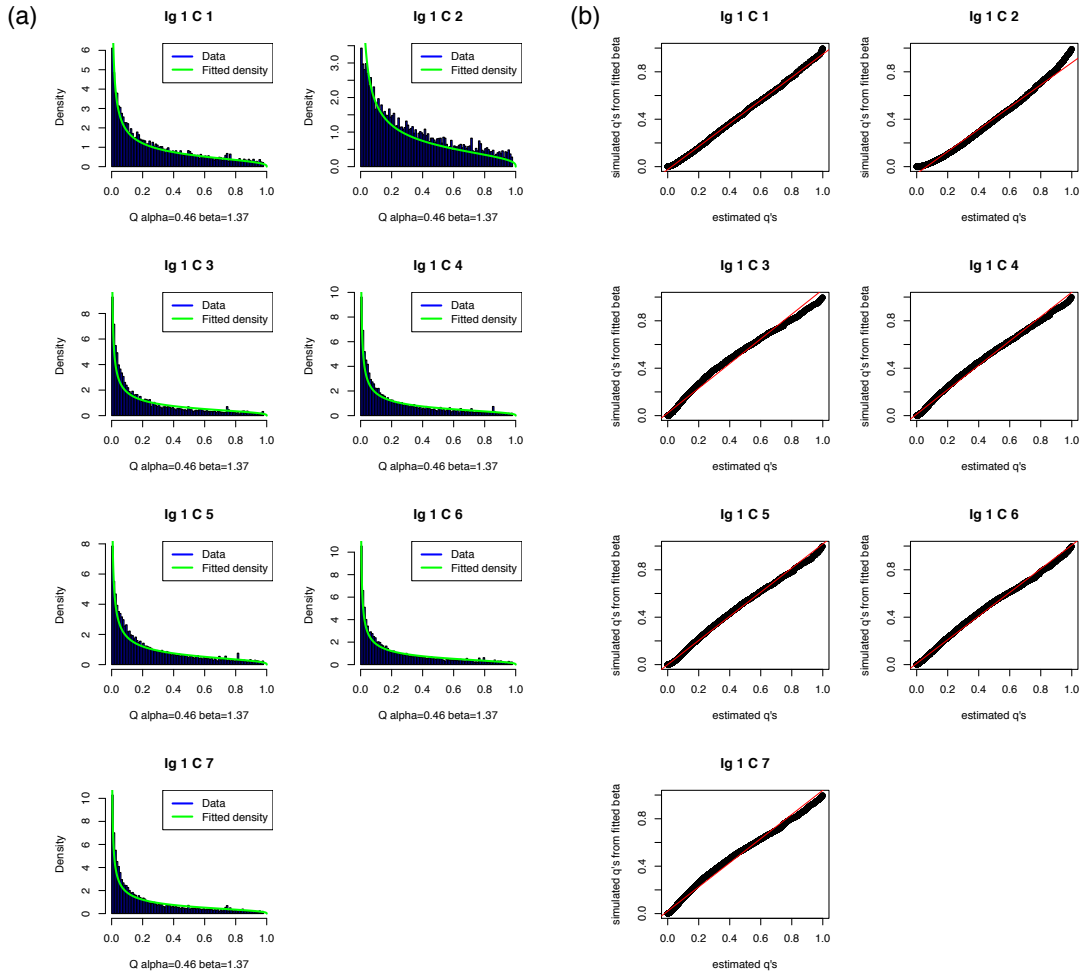 (a)
(b)
Ig 1 C 1
6
5
4
3
2
1
0
Density
Data
Fitted density
0.0 0.2 0.4 0.6 0.8 1.0
Q alpha=0.46 beta=1.37
Ig 1 C 2
3.0
2.0
1.0
0.0
Density
Data
Fitted density
0.0 0.2 0.4 0.6 0.8 1.0
Q alpha=0.46 beta=1.37
Ig 1 C 1
0.8
0.4
0.0
simulated q's from fitted beta
0.0 0.2 0.4 0.6 0.8 1.0
estimated q's
Ig 1 C 2
0.8
0.4
0.0
simulated q's from fitted beta
0.0 0.2 0.4 0.6 0.8 1.0
estimated q's
Ig 1 C 3
8
6
4
2
0
Density
Data
Fitted density
0.0 0.2 0.4 0.6 0.8 1.0
Q alpha=0.46 beta=1.37
Ig 1 C 4
10
8
6
4
2
0
Density
Data
Fitted density
0.0 0.2 0.4 0.6 0.8 1.0
Q alpha=0.46 beta=1.37
Ig 1 C 3
0.8
0.4
0.0
simulated q's from fitted beta
0.0 0.2 0.4 0.6 0.8 1.0
estimated q's
Ig 1 C 4
0.8
0.4
0.0
simulated q's from fitted beta
0.0 0.2 0.4 0.6 0.8 1.0
estimated q's
Ig 1 C 5
8
6
4
2
0
Density
Data
Fitted density
0.0 0.2 0.4 0.6 0.8 1.0
Q alpha=0.46 beta=1.37
Ig 1 C 6
10
8
6
4
2
0
Density
Data
Fitted density
0.0 0.2 0.4 0.6 0.8 1.0
Q alpha=0.46 beta=1.37
Ig 1 C 5
0.8
0.4
0.0
simulated q's from fitted beta
0.0 0.2 0.4 0.6 0.8 1.0
estimated q's
Ig 1 C 6
0.8
0.4
0.0
simulated q's from fitted beta
0.0 0.2 0.4 0.6 0.8 1.0
estimated q's
Ig 1 C 7
10
8
6
4
2
0
Density
Data
Fitted density
0.0 0.2 0.4 0.6 0.8 1.0
Q alpha=0.46 beta=1.37
Ig 1 C 7
0.8
0.4
0.0
simulated q's from fitted beta
0.0 0.2 0.4 0.6 0.8 1.0
estimated q's